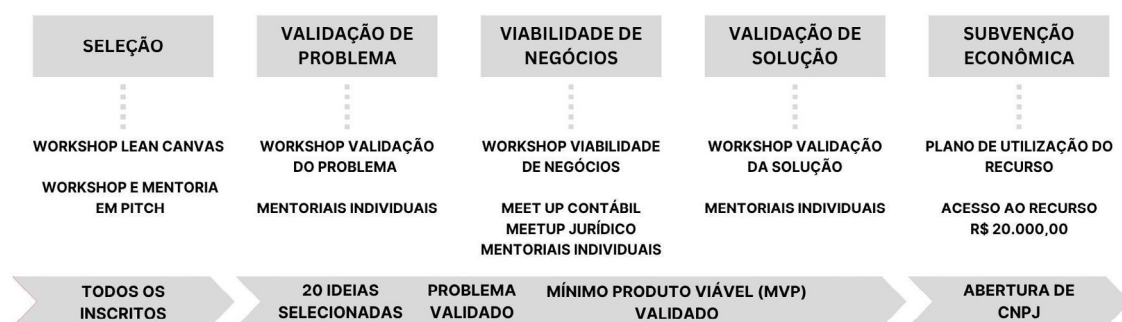 SELEÇÃO
VALIDAÇÃO DE
PROBLEMA
VIABILIDADE DE
NEGÓCIOS
VALIDAÇÃO DE
SOLUÇÃO
SUBVENÇÃO
ECONÔMICA
WORKSHOP LEAN CANVAS
WORKSHOP E MENTORIA
EM PITCH
WORKSHOP VALIDAÇÃO
DO PROBLEMA
MENTORIAIS INDIVIDUAIS
WORKSHOP VIABILIDADE
DE NEGÓCIOS
MEET UP CONTÁBIL
MEETUP JURÍDICO
MENTORIAIS INDIVIDUAIS
WORKSHOP VALIDAÇÃO
DA SOLUÇÃO
MENTORIAIS INDIVIDUAIS
PLANO DE UTILIZAÇÃO DO
RECURSO
ACESSO AO RECURSO
R$ 20.000,00
TODOS OS
INSCRITOS
20 IDEIAS
SELECIONADAS
PROBLEMA
VALIDADO
MÍNIMO PRODUTO VIÁVEL (MVP)
VALIDADO
ABERTURA DE
CNPJ